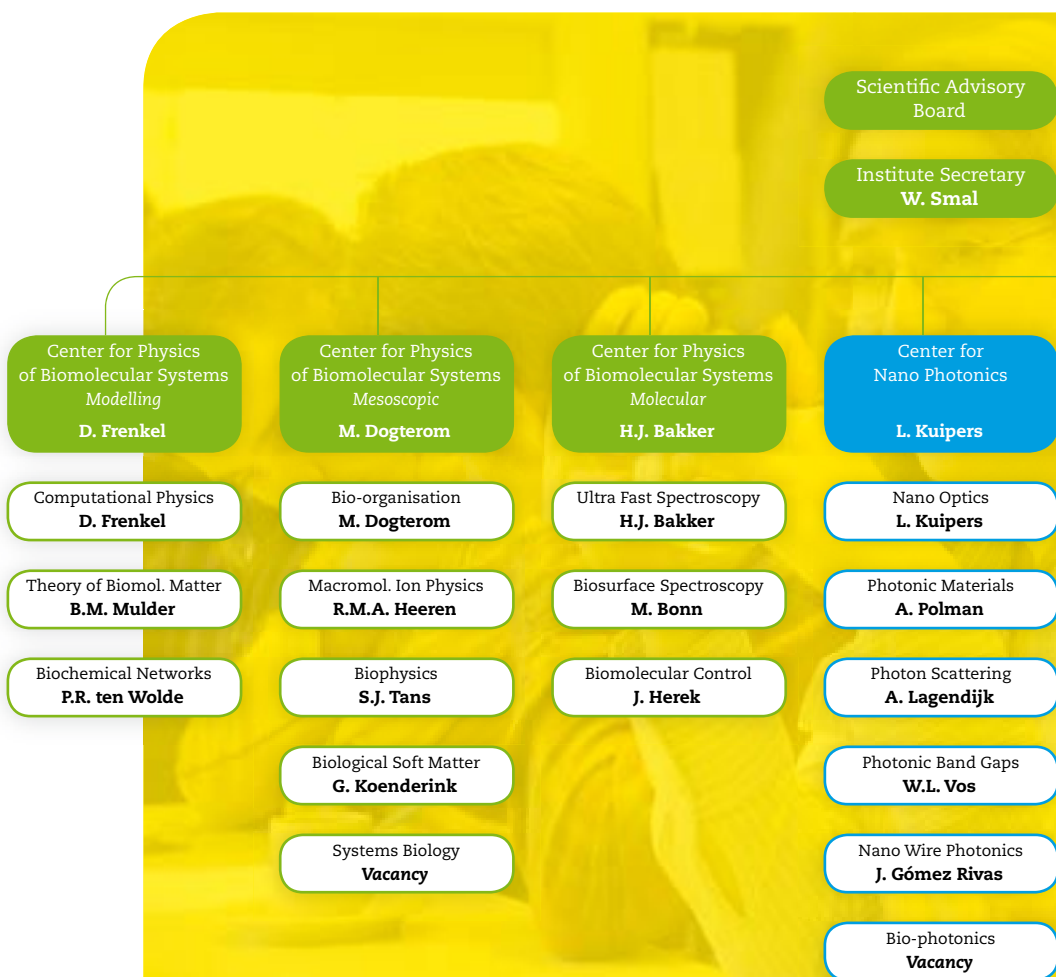 Scientific Advisory
Board
Institute Secretary
W. Smal
Center for Physics
of Biomolecular Systems
Modelling
D. Frenkel
Computational Physics
D. Frenkel
Theory of Biomol. Matter
B.M. Mulder
Biochemical Networks
P.R. ten Wolde
Center for Physics
of Biomolecular Systems
Mesoscopic
M. Dogterom
Bio-organisation
M. Dogterom
Macromol. Ion Physics
R.M.A. Heeren
Biophysics
S.J. Tans
Biological Soft Matter
G. Koenderink
Systems Biology
Vacancy
Center for Physics
of Biomolecular Systems
Molecular
H.J. Bakker
Ultra Fast Spectroscopy
H.J. Bakker
Biosurface Spectroscopy
M. Bonn
Biomolecular Control
J. Herek
Center for
Nano Photonics
L. Kuipers
Nano Optics
L. Kuipers
Photonic Materials
A. Polman
Photon Scattering
A. Lagendijk
Photonic Band Gaps
W.L. Vos
Nano Wire Photonics
J. Gómez Rivas
Bio-photonics
Vacancy